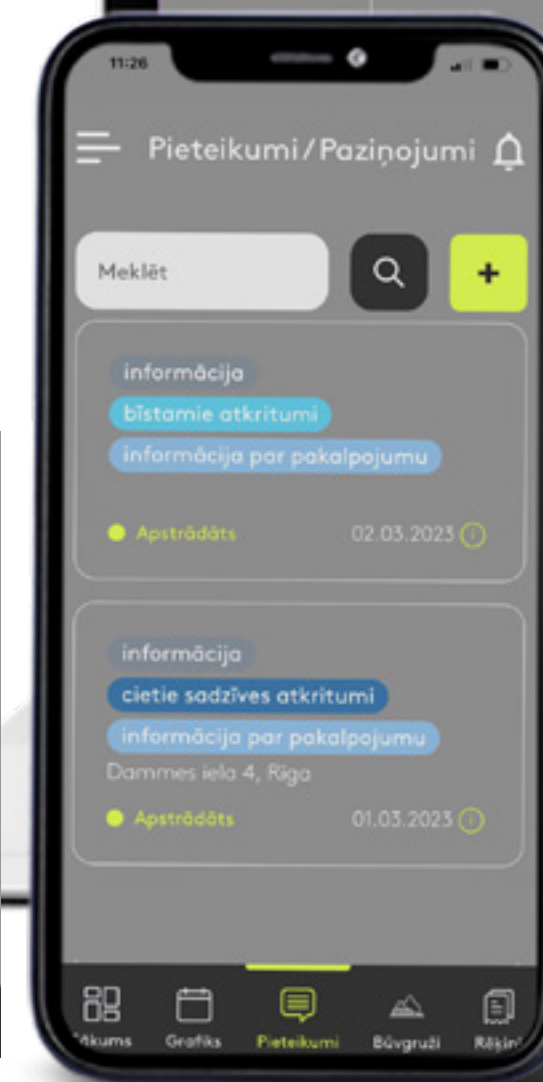 11:26
Pieteikumi/Paziņojumi
Meklēt
+
informācija
bīstamie atkritumi
informācija par pakalpojumu
Apstrādāts 02.03.2023
informācija
cietie sadzīves atkritumi
informācija par pakalpojumu
Dammes iela 4, Rīga
Apstrādāts 01.03.2023
Grafiks Pieteikumi Būvgruži